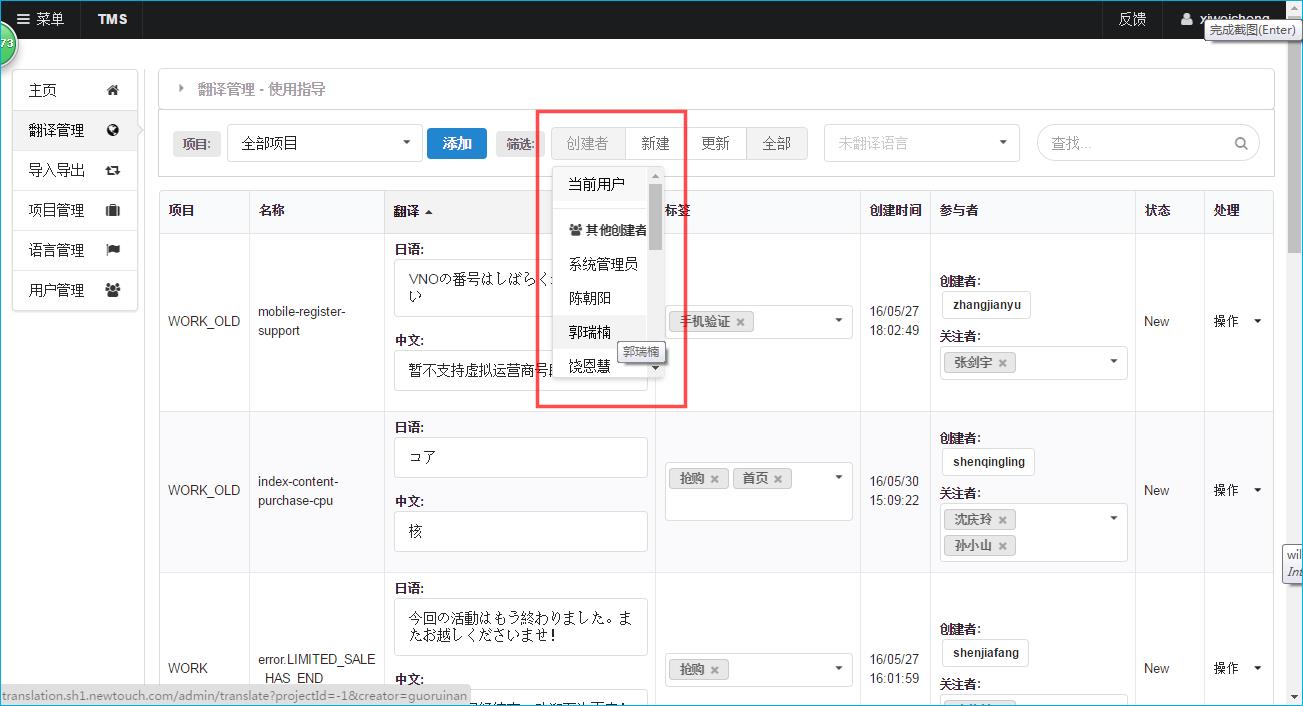 菜单 TMS 反馈 xiweicheng
完成截图(Enter)
73
主页
翻译管理
导入导出
项目管理
语言管理
用户管理
翻译管理 - 使用指导
项目: 全部项目 添加 筛选: 创建者 新建 更新 全部 未翻译语言 查找...
当前用户
其他创建者
系统管理员
陈朝阳
郭瑞楠
郭瑞楠
饶恩慧
项目 名称 翻译 标签 创建时间 参与者 状态 处理
WORK_OLD
mobile-register-
support
日语:
VNOの番号はしばらく
い
中文:
暂不支持虚拟运营商号
手机验证
16/05/27
18:02:49
创建者:
zhangjianyu
关注者:
张剑宇
New
操作
WORK_OLD
index-content-
purchase-cpu
日语:
コア
中文:
核
抢购 首页
16/05/30
15:09:22
创建者:
shenqingling
关注者:
沈庆玲
孙小山
New
操作
WORK
error.LIMITED_SALE
_HAS_END
日语:
今回の活動はもう終わりました。ま
たお越しくださいませ!
中文:
抢购
16/05/27
16:01:59
创建者:
shenjiafang
关注者:
New
操作
wil
Int
translation.sh1.newtouch.com/admin/translate?projectId=-1&creator=guoruinan